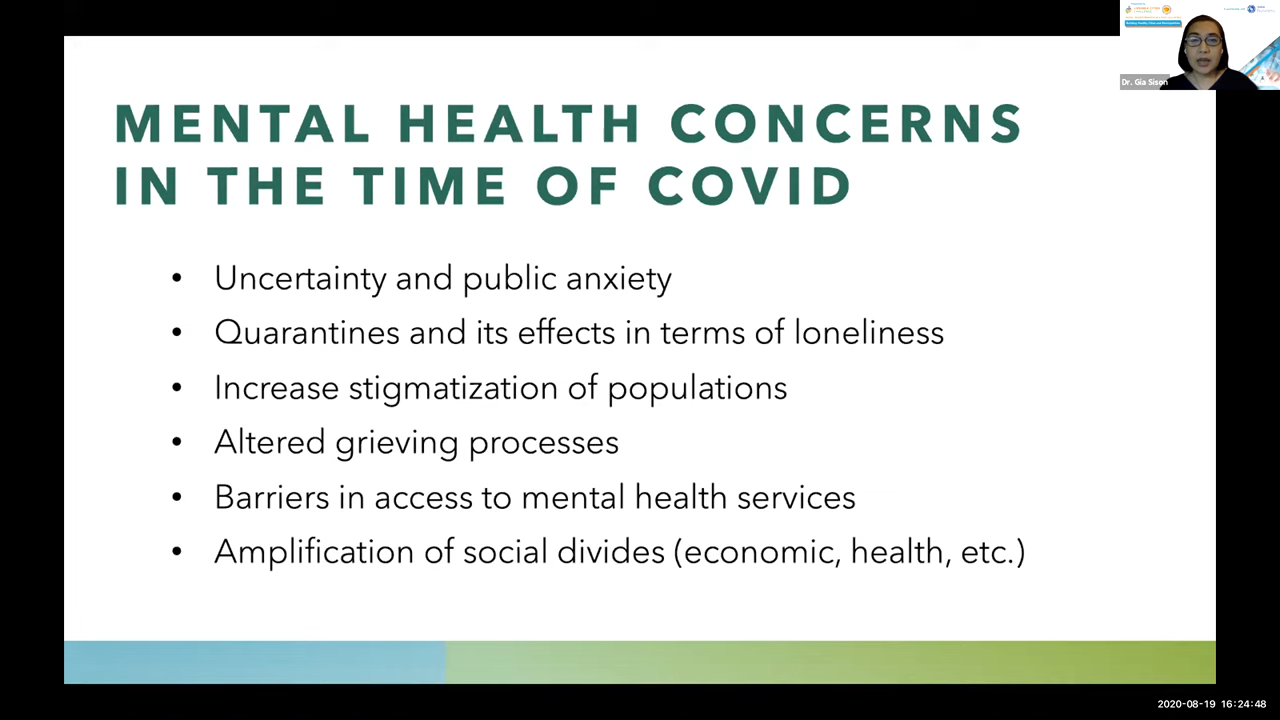 MENTAL HEALTH CONCERNS
IN THE TIME OF COVID
• Uncertainty and public anxiety
• Quarantines and its effects in terms of loneliness
• Increase stigmatization of populations
• Altered grieving processes
• Barriers in access to mental health services
• Amplification of social divides (economic, health, etc.)
Dr. Gia Sison
2020-08-19 16:24:48